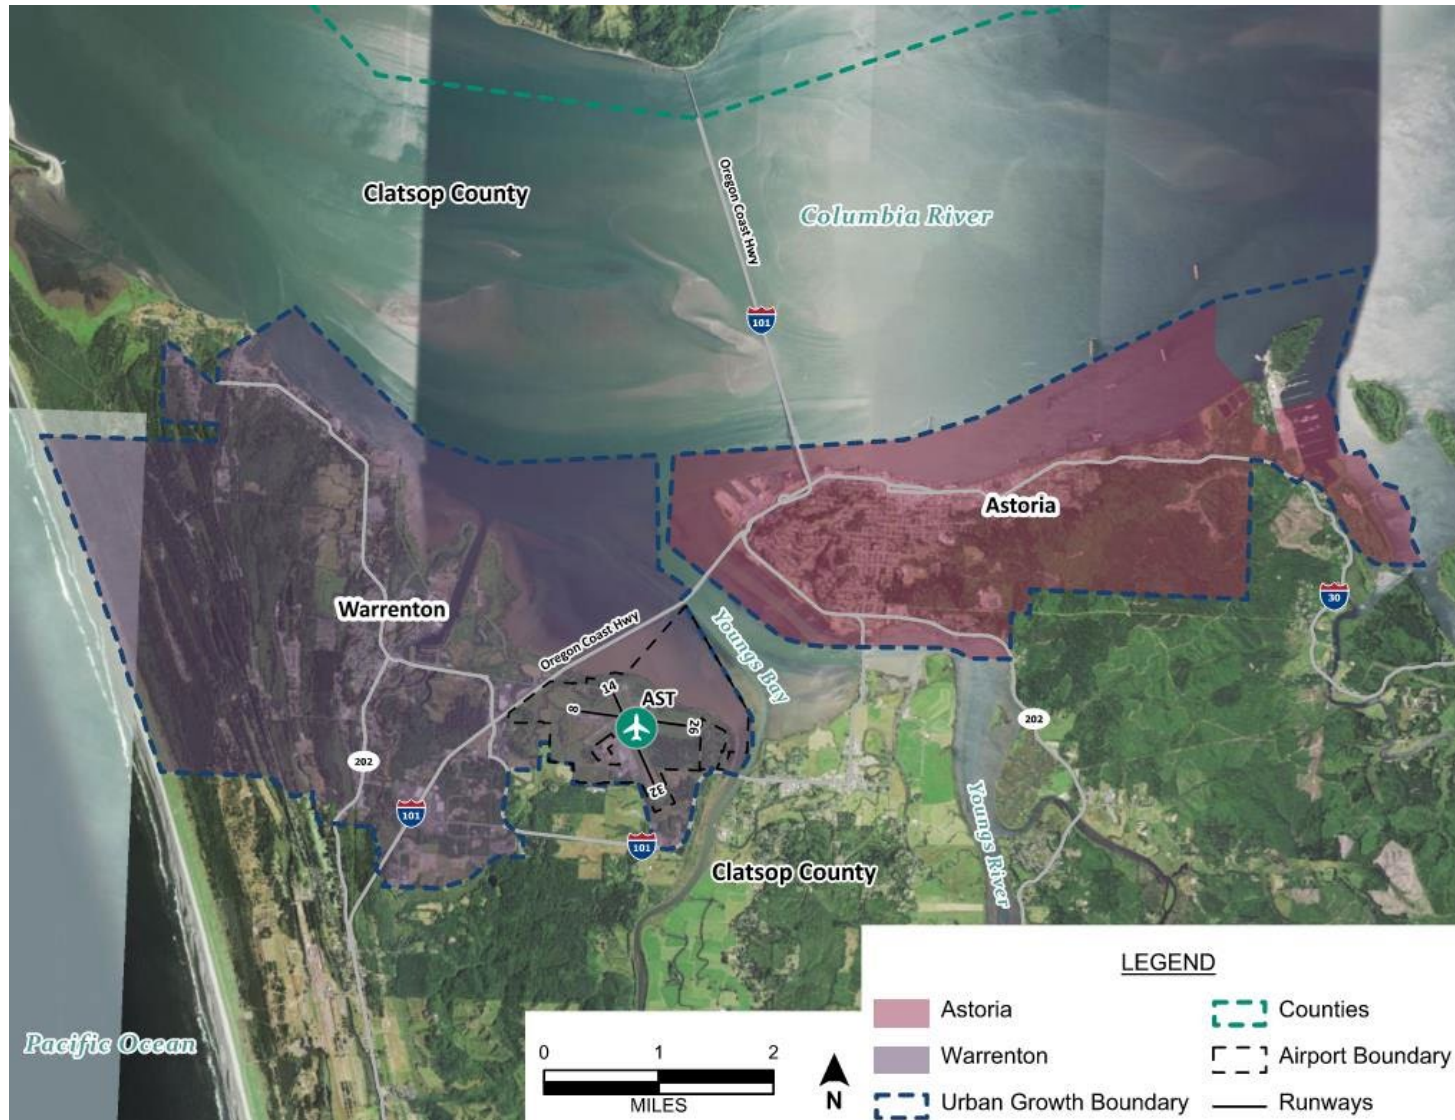 Clatsop County
Oregon Coast Hwy
Columbia River
101
Astoria
Warrenton
Oregon Coast Hwy
Youngs Bay
30
14
AST
8
26
202
202
32
101
101
Youngs River
Clatsop County
Pacific Ocean
LEGEND
Astoria
Counties
Warrenton
Airport Boundary
Urban Growth Boundary
Runways
0 1 2
MILES
N